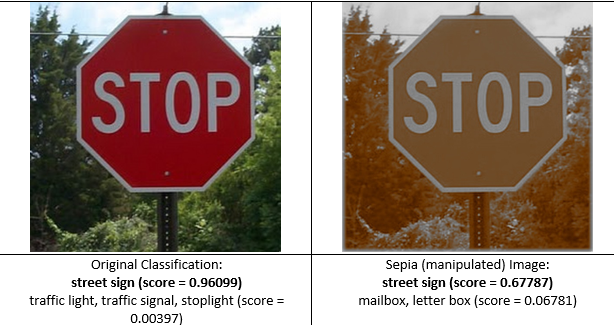 STOP
STOP
Original Classification:
street sign (score = 0.96099)
traffic light, traffic signal, stoplight (score =
0.00397)
Sepia (manipulated) Image:
street sign (score = 0.67787)
mailbox, letter box (score = 0.06781)